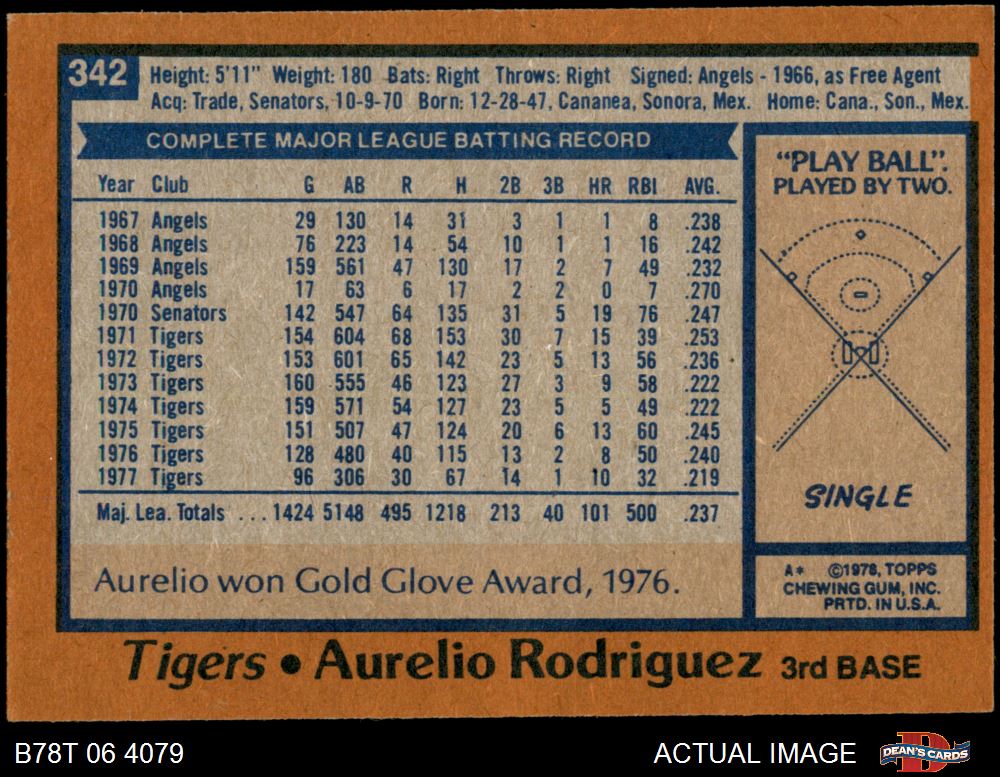 342
Height: 5'11" Weight: 180 Bats: Right Throws: Right Signed: Angels - 1966, as Free Agent
Acq: Trade, Senators, 10-9-70 Born: 12-28-47, Cananea, Sonora, Mex. Home: Cana., Son., Mex.
COMPLETE MAJOR LEAGUE BATTING RECORD
Year Club G AB R H 2B 3B HR RBI AVG.
1967 Angels 29 130 14 31 3 1 1 8 .238
1968 Angels 76 223 14 54 10 1 1 16 .242
1969 Angels 159 561 47 130 17 2 7 49 .232
1970 Angels 17 63 6 17 2 2 0 7 .270
1970 Senators 142 547 64 135 31 5 19 76 .247
1971 Tigers 154 604 68 153 30 7 15 39 .253
1972 Tigers 153 601 65 142 23 5 13 56 .236
1973 Tigers 160 555 46 123 27 3 9 58 .222
1974 Tigers 159 571 54 127 23 5 5 49 .222
1975 Tigers 151 507 47 124 20 6 13 60 .245
1976 Tigers 128 480 40 115 13 2 8 50 .240
1977 Tigers 96 306 30 67 14 1 10 32 .219
Maj. Lea. Totals ... 1424 5148 495 1218 213 40 101 500 .237
Aurelio won Gold Glove Award, 1976.
"PLAY BALL".
PLAYED BY TWO.
SINGLE
A* ©1978, TOPPS
CHEWING GUM, INC.
PRTD. IN U.S.A.
Tigers • Aurelio Rodriguez 3rd BASE
B78T 06 4079
ACTUAL IMAGE
D
DEAN'S CARDS